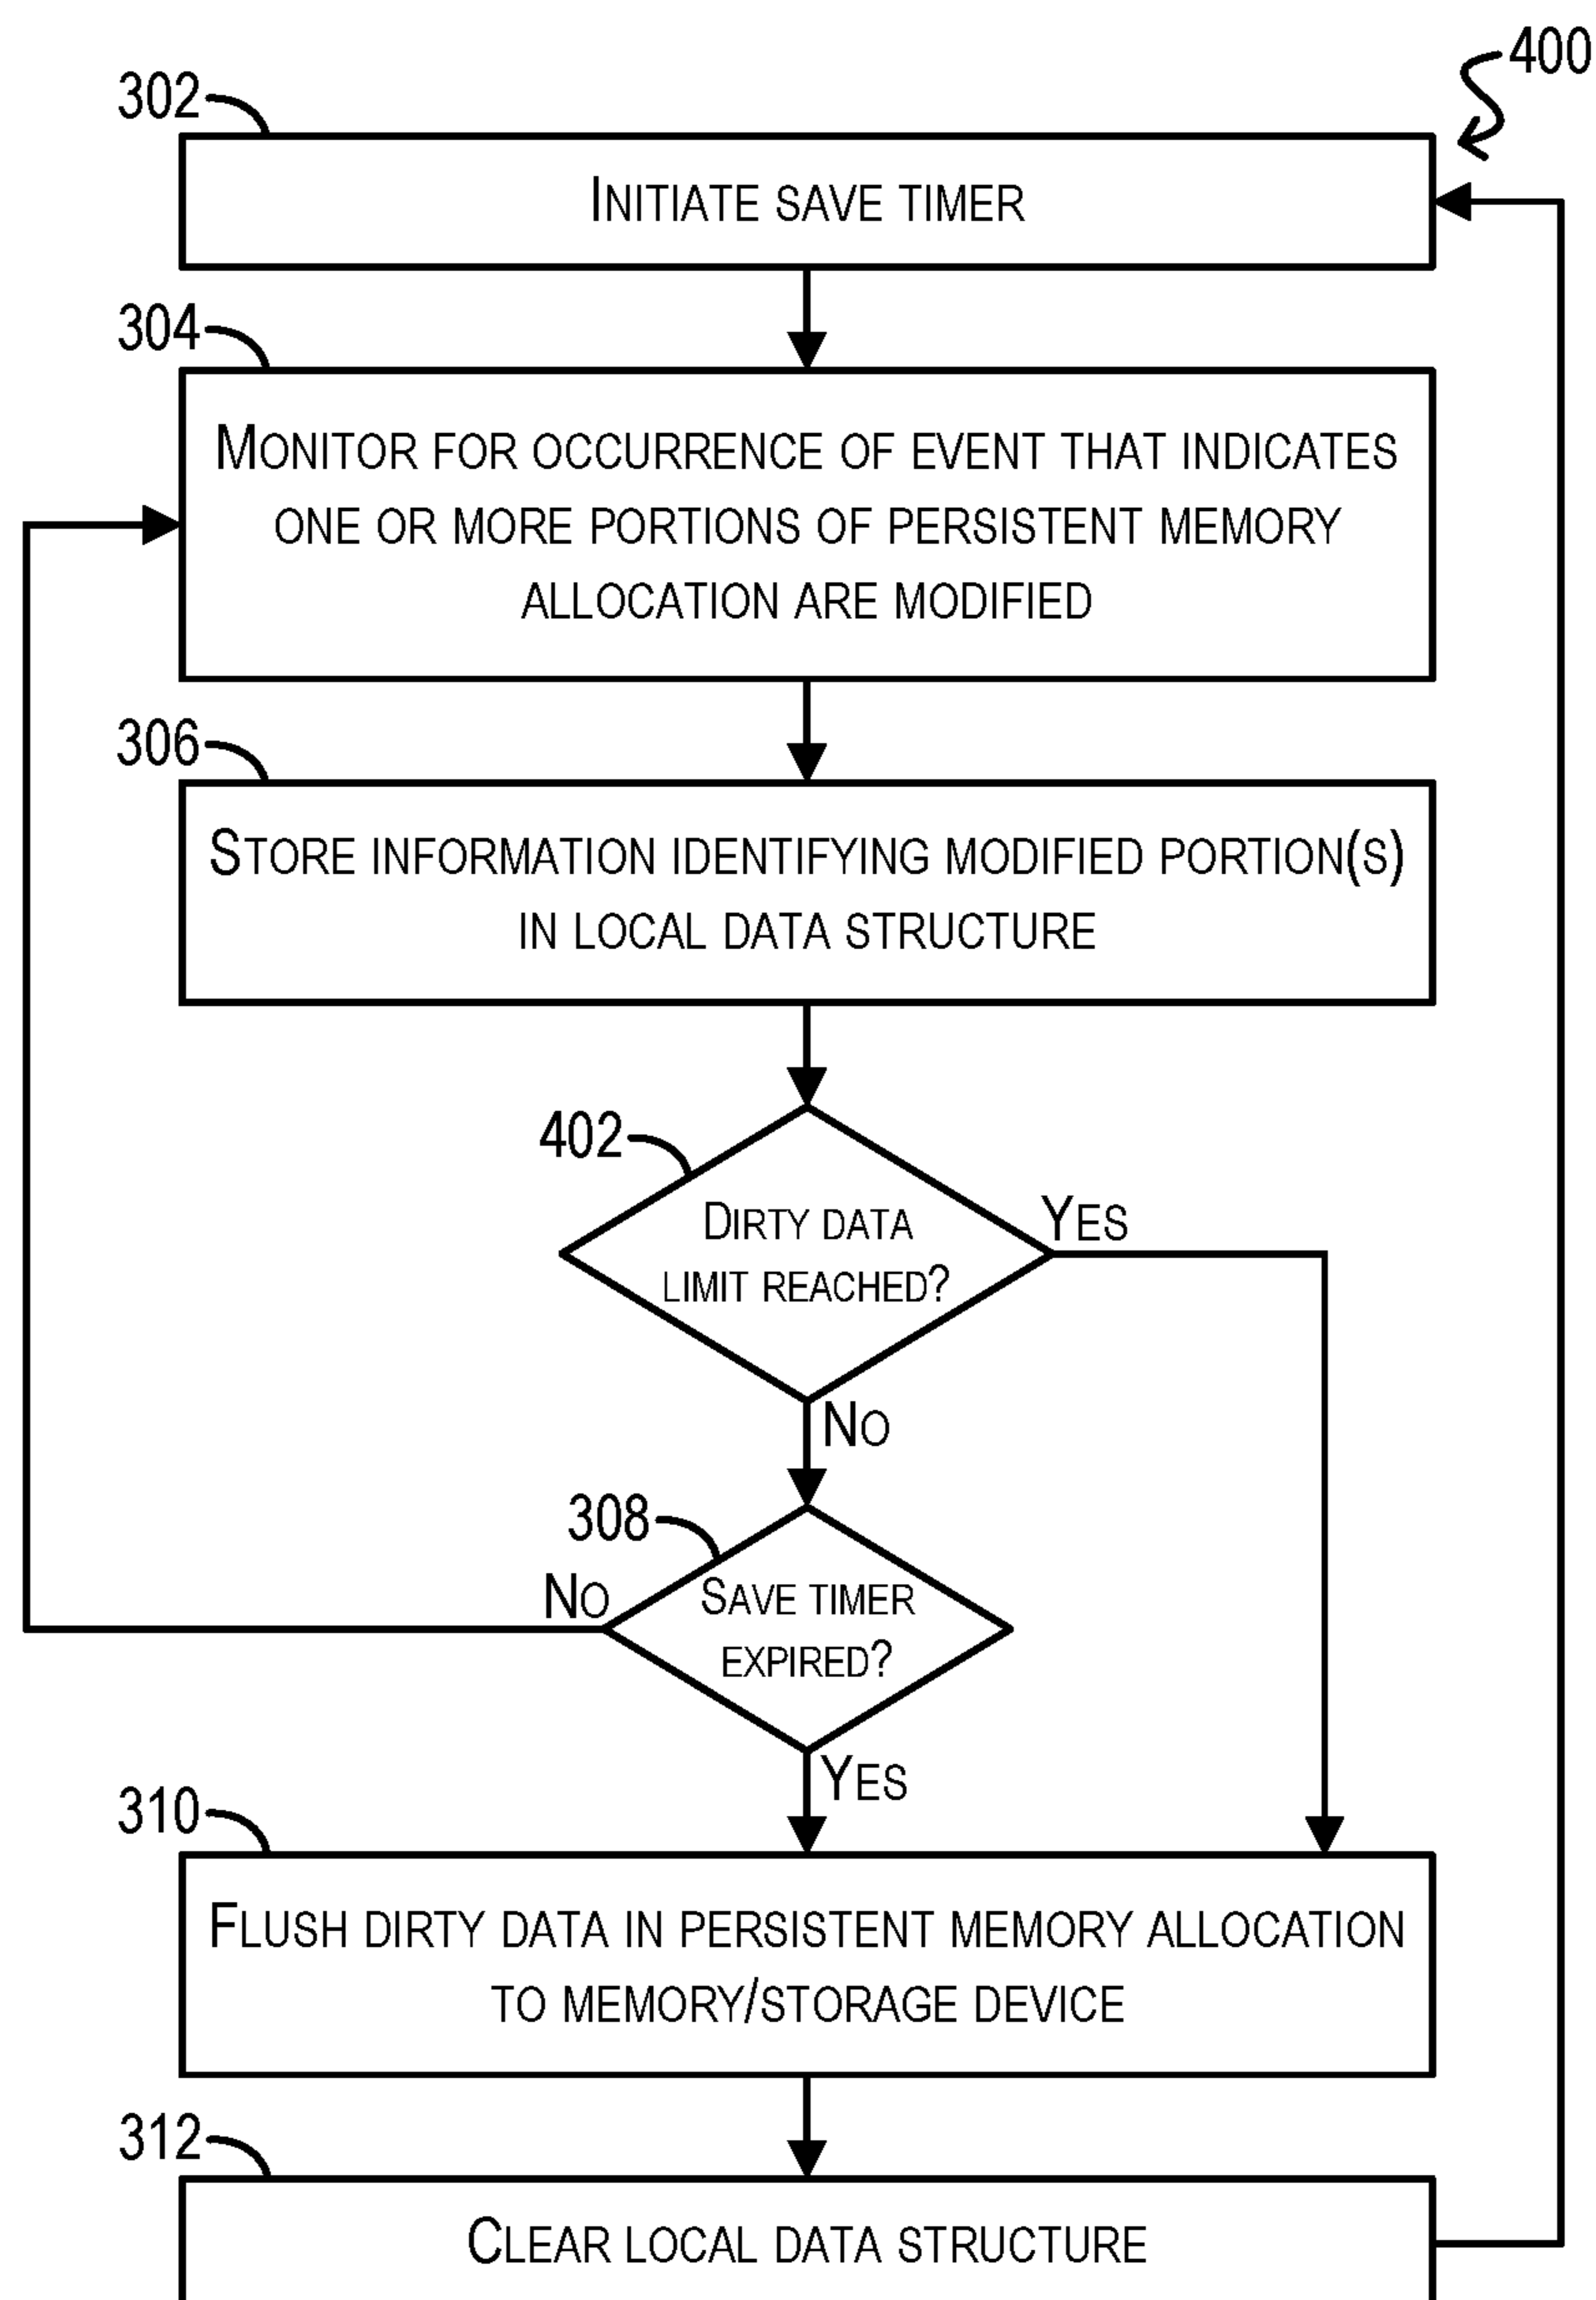 400
302
INITIATE SAVE TIMER
304
MONITOR FOR OCCURRENCE OF EVENT THAT INDICATES
ONE OR MORE PORTIONS OF PERSISTENT MEMORY
ALLOCATION ARE MODIFIED
306
STORE INFORMATION IDENTIFYING MODIFIED PORTION(S)
IN LOCAL DATA STRUCTURE
402
DIRTY DATA
LIMIT REACHED?
YES
NO
308
SAVE TIMER
EXPIRED?
NO
YES
310
FLUSH DIRTY DATA IN PERSISTENT MEMORY ALLOCATION
TO MEMORY/STORAGE DEVICE
312
CLEAR LOCAL DATA STRUCTURE